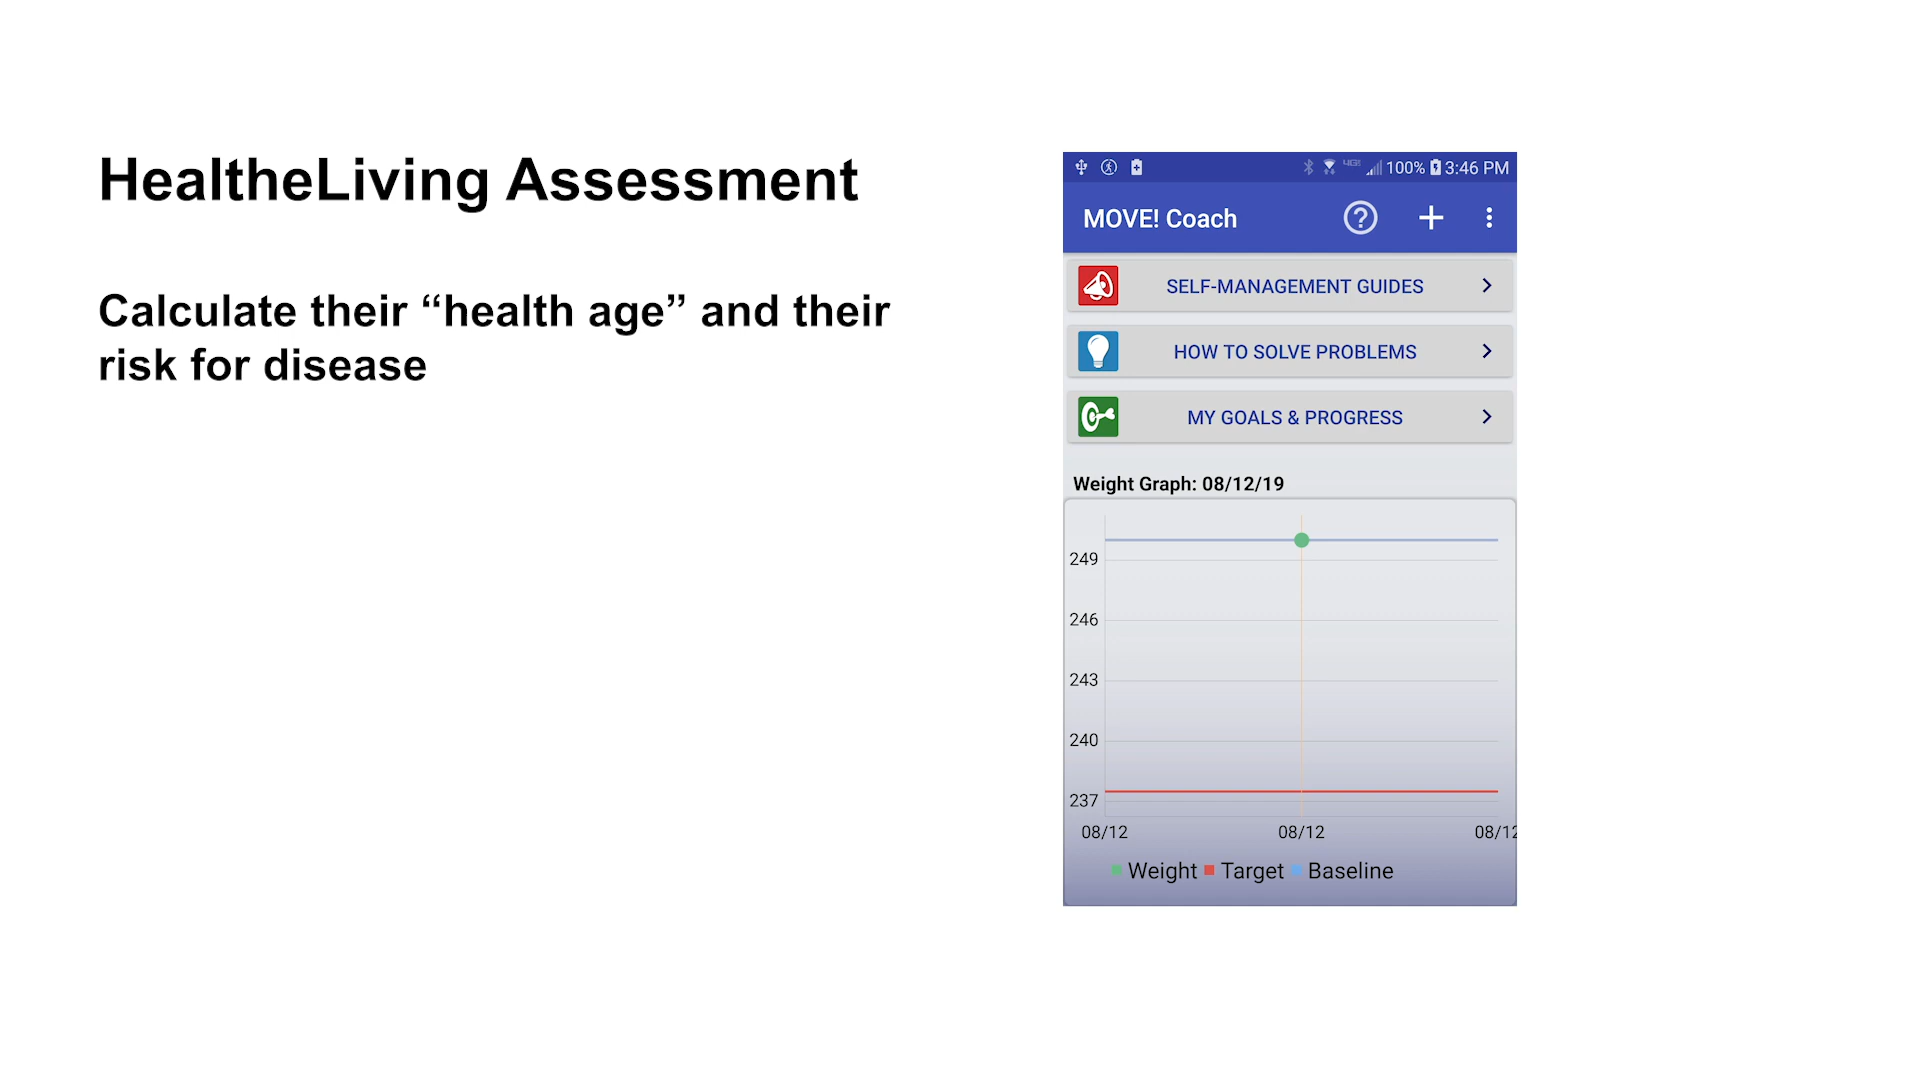 HealtheLiving Assessment
Calculate their “health age” and their
risk for disease
100% 3:46 PM
MOVE! Coach
SELF-MANAGEMENT GUIDES
HOW TO SOLVE PROBLEMS
MY GOALS & PROGRESS
Weight Graph: 08/12/19
249
246
243
240
237
08/12 08/12 08/12
Weight Target Baseline